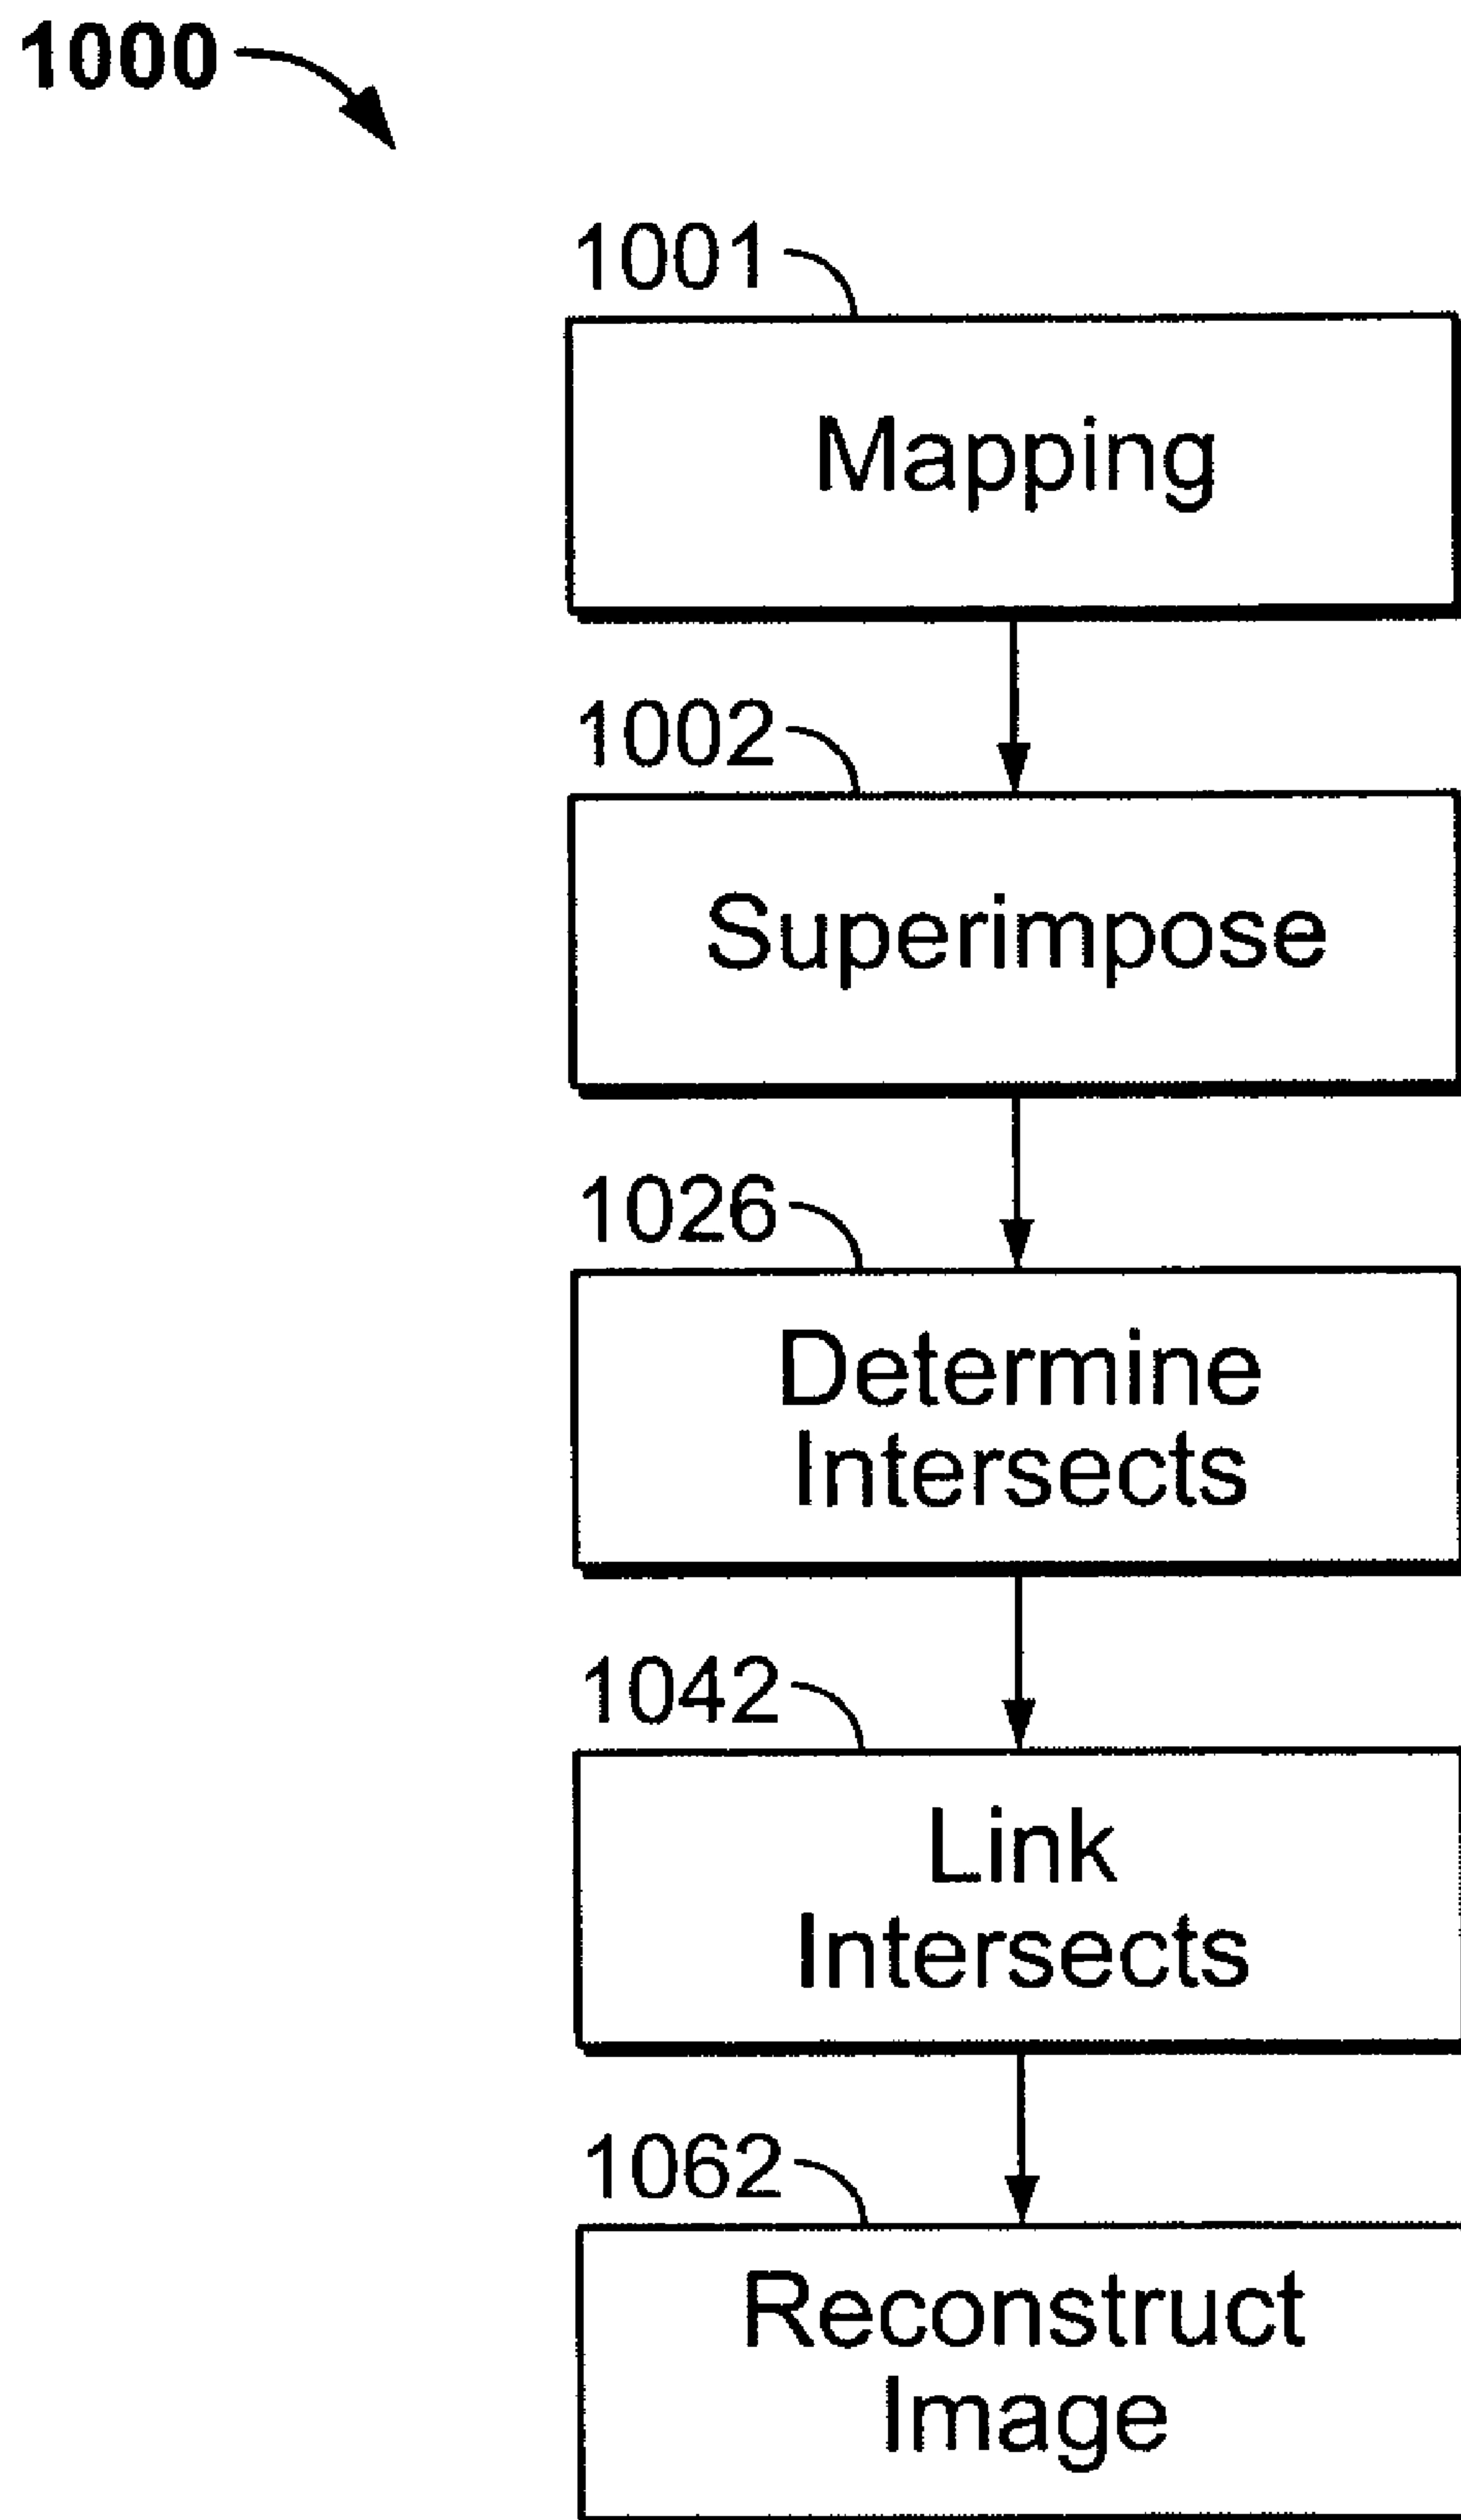 1000
1001
Mapping
1002
Superimpose
1026
Determine
Intersects
1042
Link
Intersects
1062
Reconstruct
Image